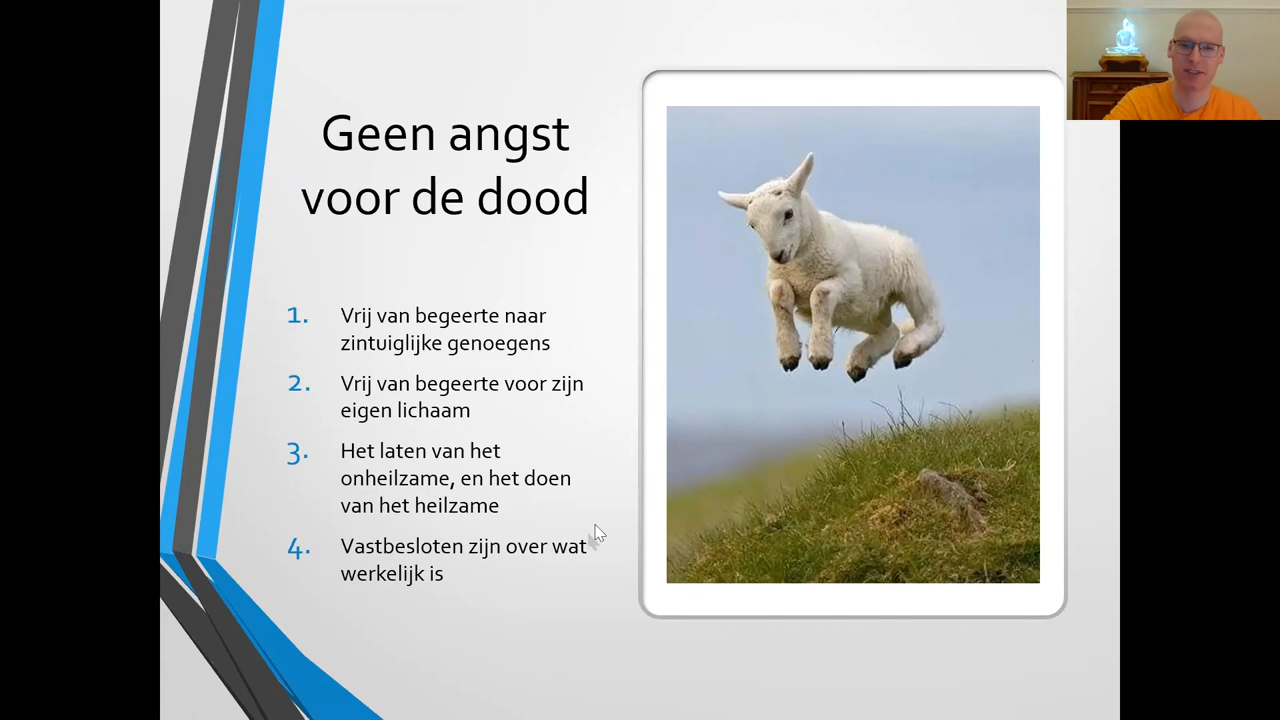 Geen angst
voor de dood
1. Vrij van begeerte naar
zintuiglijke genoegens
2. Vrij van begeerte voor zijn
eigen lichaam
3. Het laten van het
onheilzame, en het doen
van het heilzame
4. Vastbesloten zijn over wat
werkelijk is